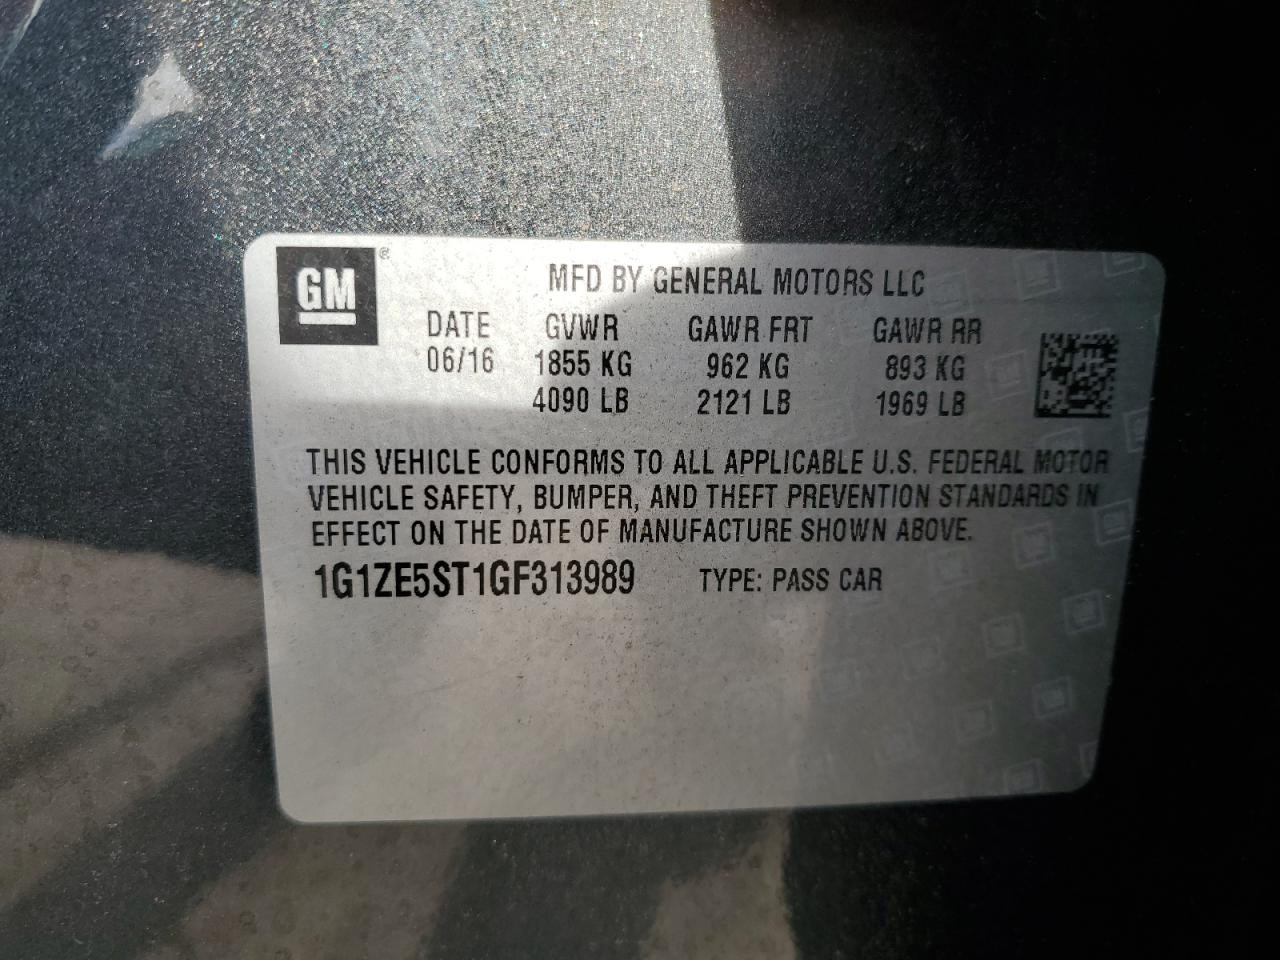 GM
MFD BY GENERAL MOTORS LLC
DATE GVWR GAWR FRT GAWR RR
06/16 1855 KG 962 KG 893 KG
4090 LB 2121 LB 1969 LB
THIS VEHICLE CONFORMS TO ALL APPLICABLE U.S. FEDERAL MOTOR
VEHICLE SAFETY, BUMPER, AND THEFT PREVENTION STANDARDS IN
EFFECT ON THE DATE OF MANUFACTURE SHOWN ABOVE.
1G1ZE5ST1GF313989 TYPE: PASS CAR